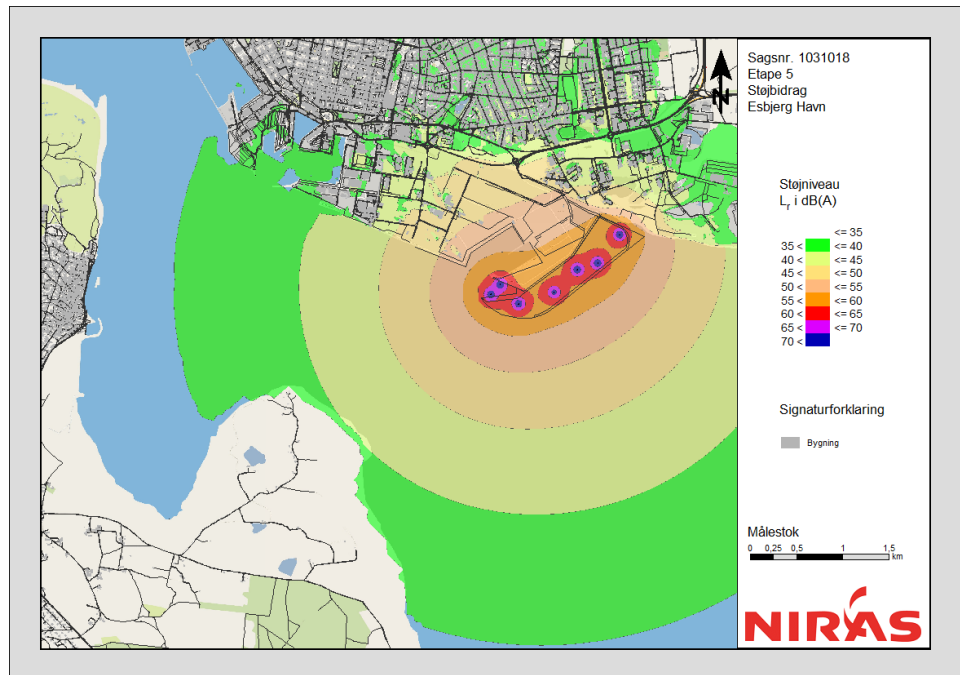 Sagsnr. 1031018
Etape 5
Støjbidrag
Esbjerg Havn
N
Støjniveau
Lr i dB(A)
<= 35
35 < <= 40
40 < <= 45
45 < <= 50
50 < <= 55
55 < <= 60
60 < <= 65
65 < <= 70
70 <
Signaturforklaring
Bygning
Målestok
0 0,25 0,5 1 1,5
km
NIRAS